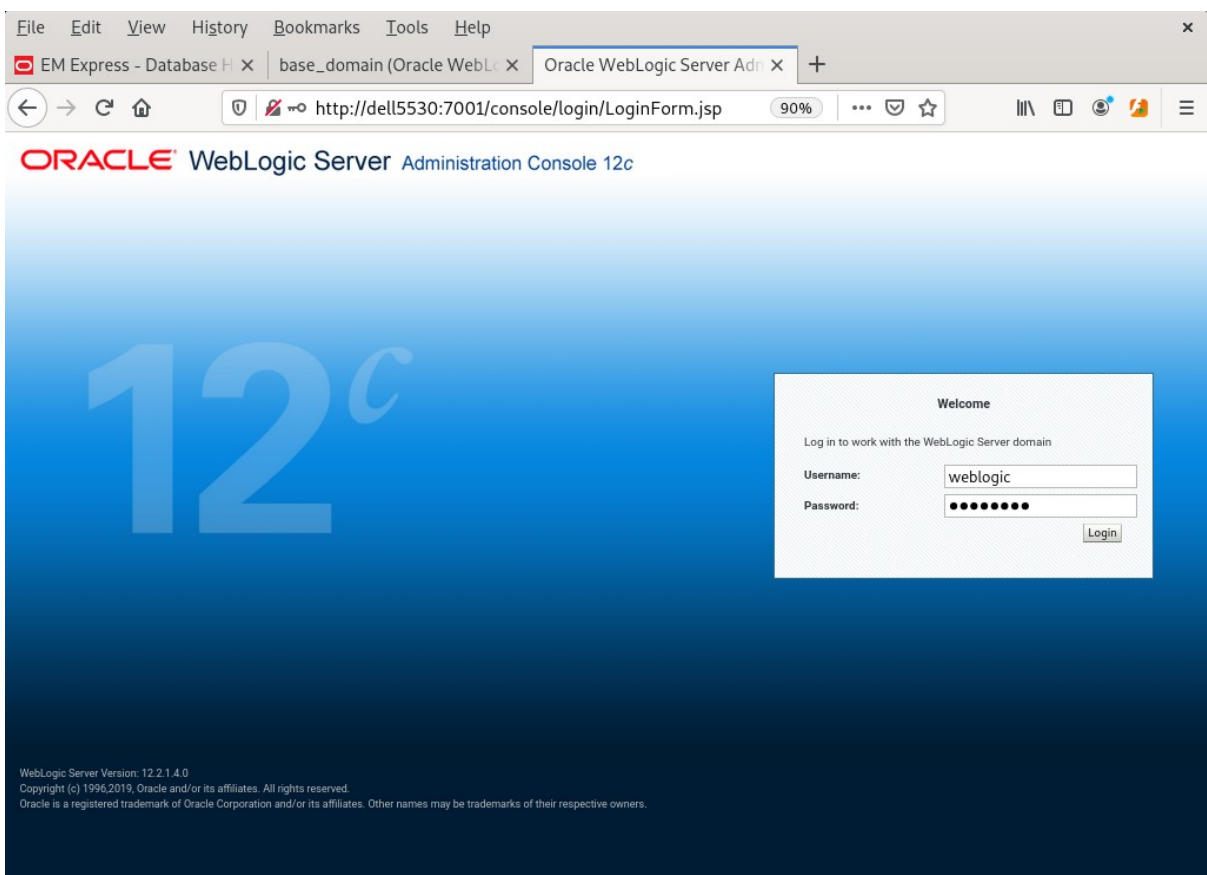 File Edit View History Bookmarks Tools Help
EM Express - Database H
base_domain (Oracle WebLo
Oracle WebLogic Server Adn
http://dell5530:7001/console/login/LoginForm.jsp
90%
ORACLE WebLogic Server Administration Console 12c
12c
Welcome
Log in to work with the WebLogic Server domain
Username: weblogic
Password: ●●●●●●●●
Login
WebLogic Server Version: 12.2.1.4.0
Copyright (c) 1996,2019, Oracle and/or its affiliates. All rights reserved.
Oracle is a registered trademark of Oracle Corporation and/or its affiliates. Other names may be trademarks of their respective owners.